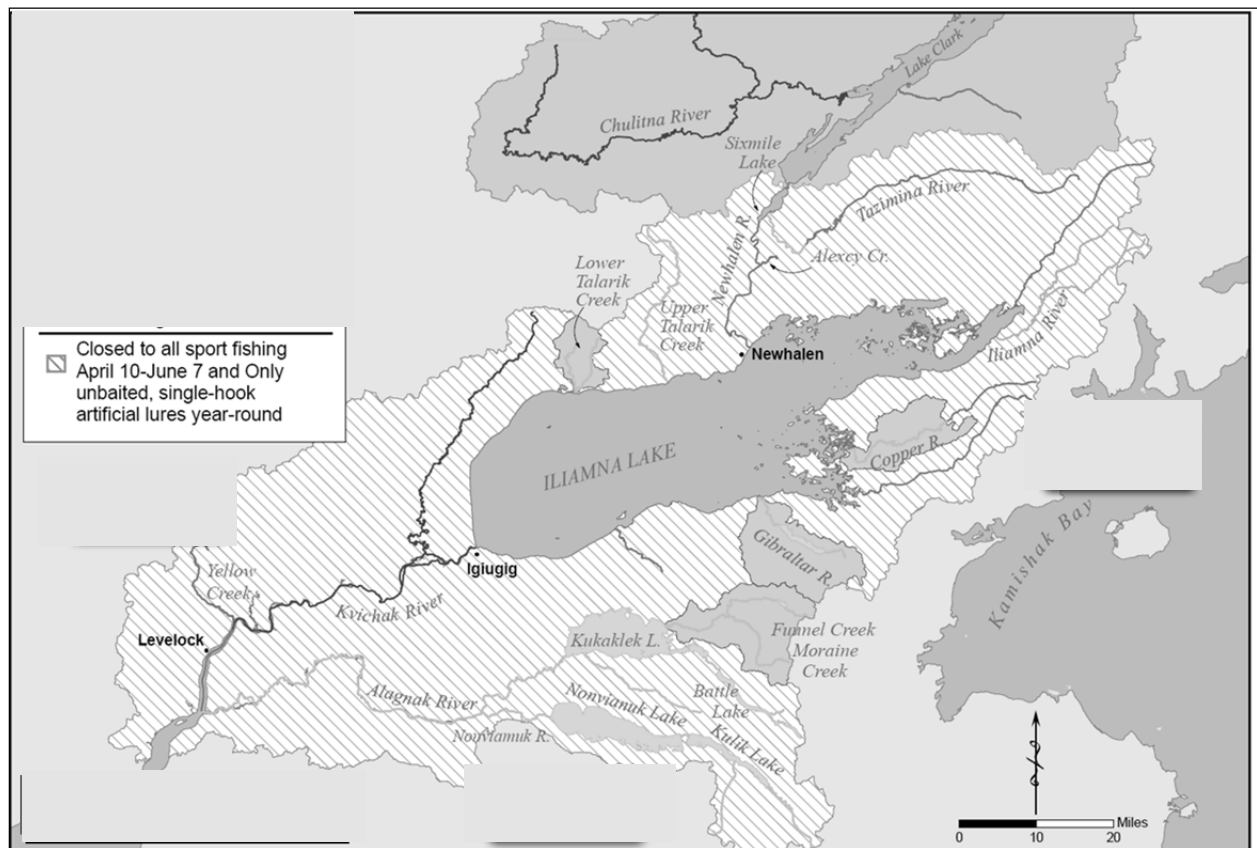 Lake Clark
Chulitna River
Sixmile
Lake
Tazimina River
Newhalen R.
Alexcy Cr.
Lower
Talarik
Creek
Upper
Talarik
Creek
Iliamna River
Newhalen
Closed to all sport fishing
April 10-June 7 and Only
unbaited, single-hook
artificial lures year-round
ILIAMNA LAKE
Copper R.
Kamishak Bay
Gibraltar R.
Igiugig
Yellow
Creek
Kvichak River
Levelock
Kukaklek L.
Funnel Creek
Moraine
Creek
Alagnak River
Nonvianuk Lake
Battle
Lake
Kulik Lake
Nonvianuk R.
Miles
0 10 20